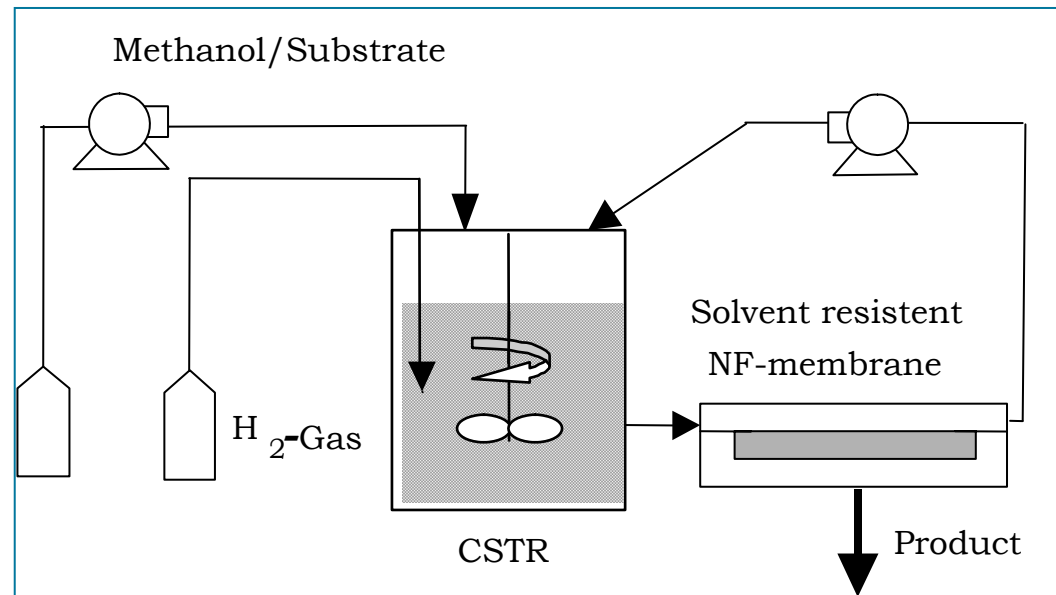 Methanol/Substrate
Solvent resistent
NF-membrane
H2-Gas
CSTR
Product